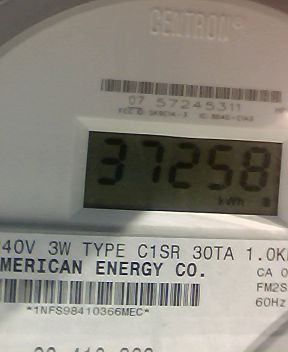 CENTRON®
07 57245311
37258
kWh
40V 3W TYPE C1SR 30TA 1.0K
MERICAN ENERGY CO.
CA 0
FM2S
60Hz
*1NFS98410366MEC*